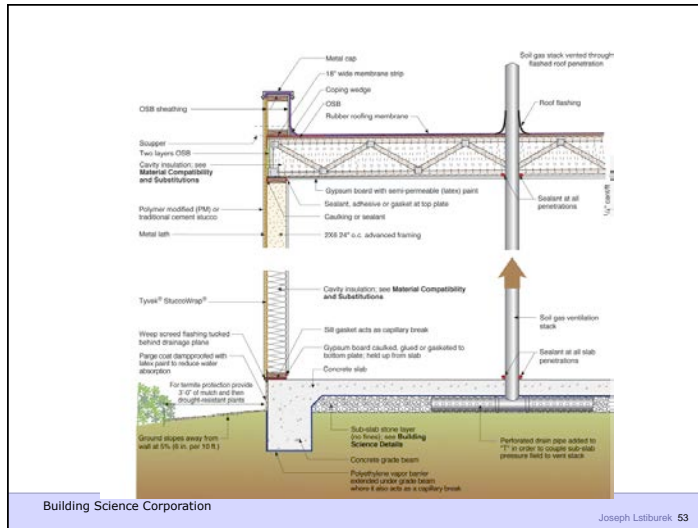 Metal cap
18" wide membrane strip
Coping wedge
OSB
Rubber roofing membrane
Soil gas stack vented through
flashed roof penetration
OSB sheathing
Roof flashing
Scupper
Two layers OSB
Cavity insulation; see
Material Compatibility
and Substitutions
Gypsum board with semi-permeable (latex) paint
Sealant, adhesive or gasket at top plate
Caulking or sealant
2X6 24" o.c. advanced framing
Sealant at all
penetrations
Polymer modified (PM) or
traditional cement stucco
Metal lath
Cavity insulation; see Material Compatibility
and Substitutions
Tyvek® StuccoWrap®
Soil gas ventilation
stack
Weep screed flashing tucked
behind drainage plane
Sill gasket acts as capillary break
Gypsum board caulked, glued or gasketed to
bottom plate; held up from slab
Sealant at all slab
penetrations
Parge coat dampproofed with
latex paint to reduce water
absorption
Concrete slab
For termite protection provide
3'-0" of mulch and then
drought-resistant plants
Ground slopes away from
wall at 5% (6 in. per 10 ft.)
Sub-slab stone layer
(no fines); see Building
Science Details
Concrete grade beam
Polyethylene vapor barrier
extended under grade beam
where it also acts as a capillary break
Perforated drain pipe added to
"T" in order to couple sub-slab
pressure field to vent stack
Building Science Corporation
Joseph Lstiburek 53